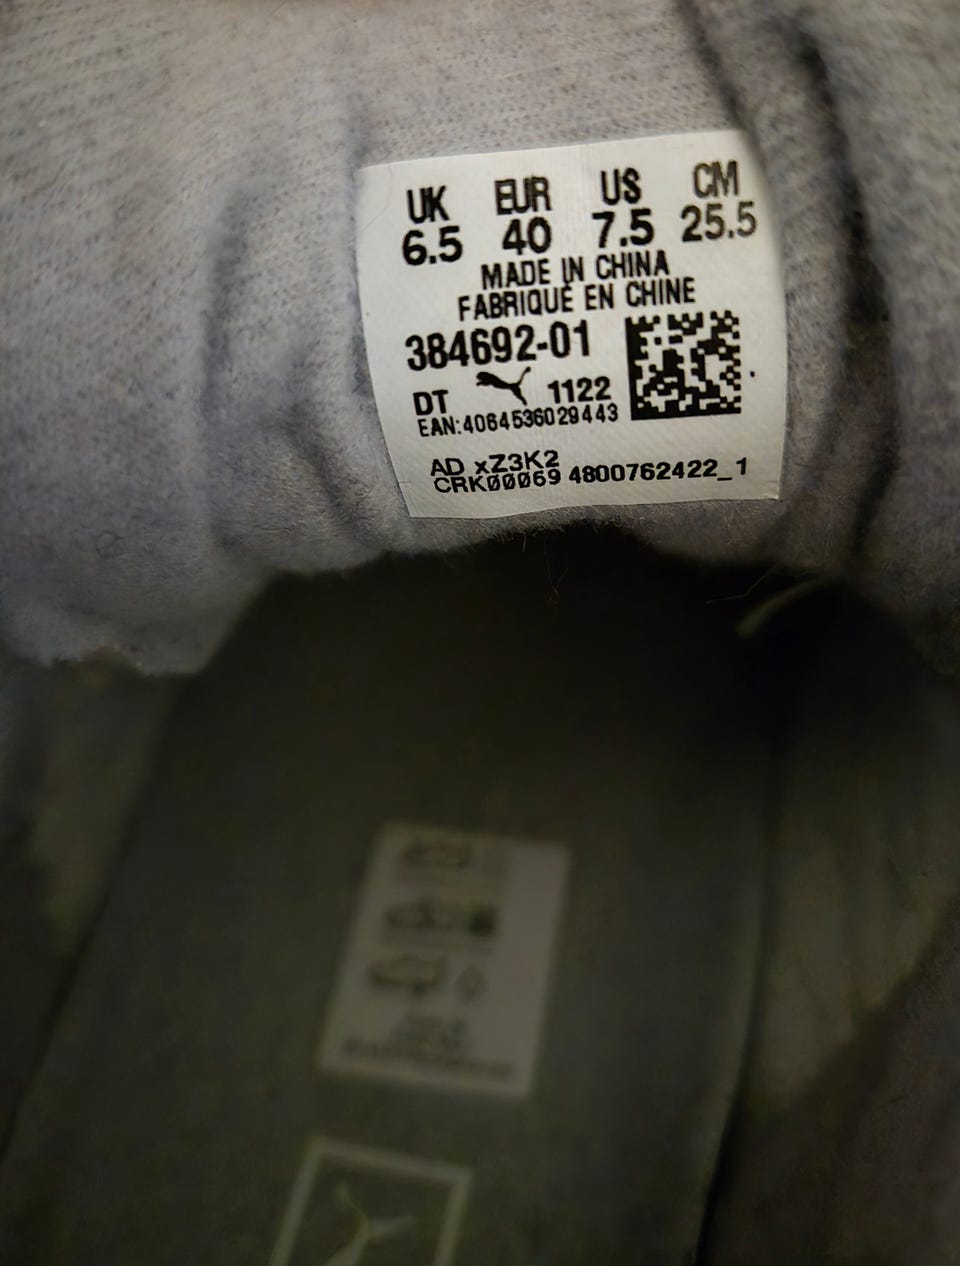 UK EUR US CM
6.5 40 7.5 25.5
MADE IN CHINA
FABRIQUÉ EN CHINE
384692-01
DT 1122
EAN:4064536029443
AD xZ3K2
CRK00069 4800762422_1